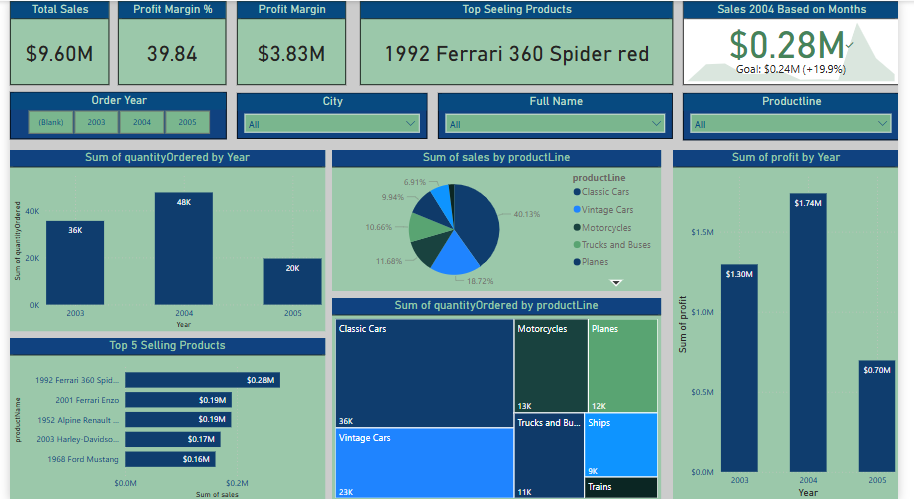 Total Sales
$9.60M
Profit Margin %
39.84
Profit Margin
$3.83M
Top Seeling Products
1992 Ferrari 360 Spider red
Sales 2004 Based on Months
$0.28M
Goal: $0.24M (+19.9%)
Order Year
(Blank) 2003 2004 2005
City
All
Full Name
All
Productline
All
Sum of quantityOrdered by Year
Sum of quantityOrdered
40K
20K
0K
36K
48K
20K
2003 2004 2005
Year
Sum of sales by productLine
6.91%
9.94%
10.66%
11.68%
40.13%
18.72%
productLine
Classic Cars
Vintage Cars
Motorcycles
Trucks and Buses
Planes
Sum of profit by Year
Sum of profit
$1.5M
$1.0M
$0.5M
$0.0M
$1.30M
$1.74M
$0.70M
2003 2004 2005
Year
Top 5 Selling Products
productName
1992 Ferrari 360 Spid... $0.28M
2001 Ferrari Enzo $0.19M
1952 Alpine Renault ... $0.19M
2003 Harley-Davidso... $0.17M
1968 Ford Mustang $0.16M
$0.0M $0.2M
Sum of sales
Sum of quantityOrdered by productLine
Classic Cars
36K
Vintage Cars
23K
Motorcycles
13K
Planes
12K
Trucks and Bu...
11K
Ships
9K
Trains